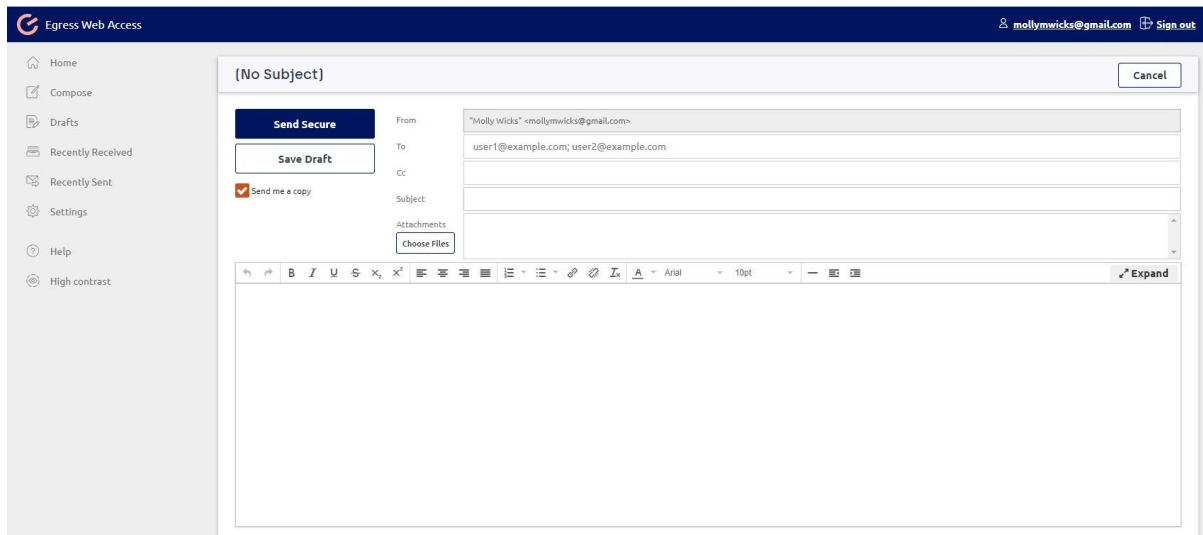 Egress Web Access
mollymwicks@gmail.com Sign out
Home
Compose
Drafts
Recently Received
Recently Sent
Settings
Help
High contrast
(No Subject)
Cancel
Send Secure
Save Draft
Send me a copy
From "Molly Wicks" <mollymwicks@gmail.com>
To user1@example.com; user2@example.com
Cc
Subject
Attachments
Choose Files
B I U S X₂ X² A Arial 10pt Expand